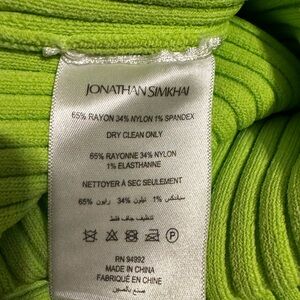 JONATHAN SIMKHAI
65% RAYON 34% NYLON 1% SPANDEX
DRY CLEAN ONLY
65% RAYONNE 34% NYLON
1% ELASTHANNE
NETTOYER À SEC SEULEMENT
65% رايون 34% نيلون 1% سباندكس
تنظيف جاف فقط
P
RN 94992
MADE IN CHINA
FABRIQUÉ EN CHINE
صنع بالصين